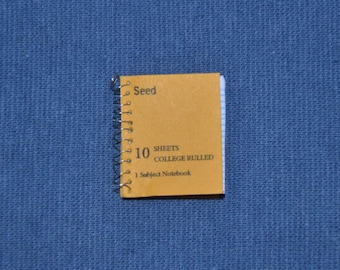 Seed
10 SHEETS
COLLEGE RULLED
1 Subject Notebook